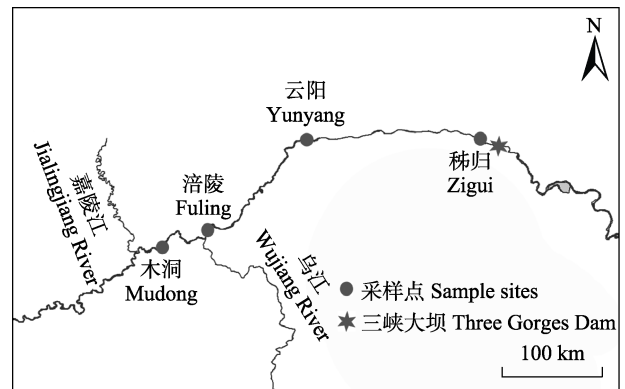 N
云阳
Yunyang
秭归
Zigui
嘉陵江
Jialingjiang River
涪陵
Fuling
木洞
Mudong
乌江
Wujiang River
采样点 Sample sites
三峡大坝 Three Gorges Dam
100 km